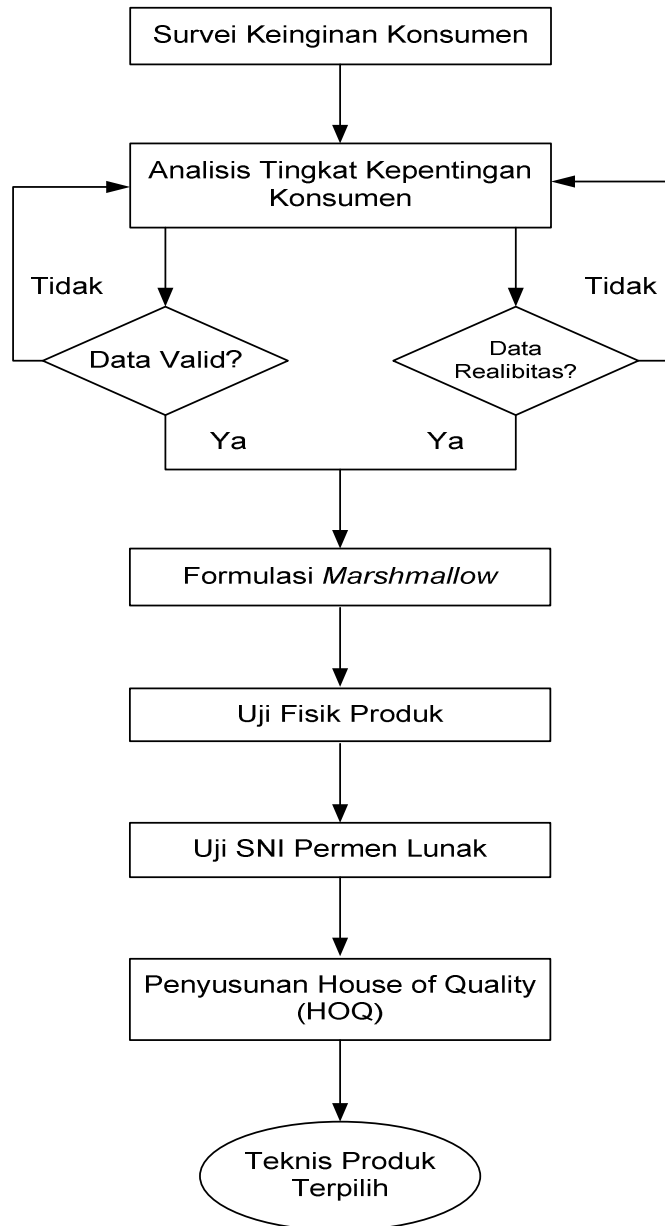 Survei Keinginan Konsumen
Analisis Tingkat Kepentingan
Konsumen
Tidak
Tidak
Data Valid?
Data
Realibitas?
Ya
Ya
Formulasi Marshmallow
Uji Fisik Produk
Uji SNI Permen Lunak
Penyusunan House of Quality
(HOQ)
Teknis Produk
Terpilih